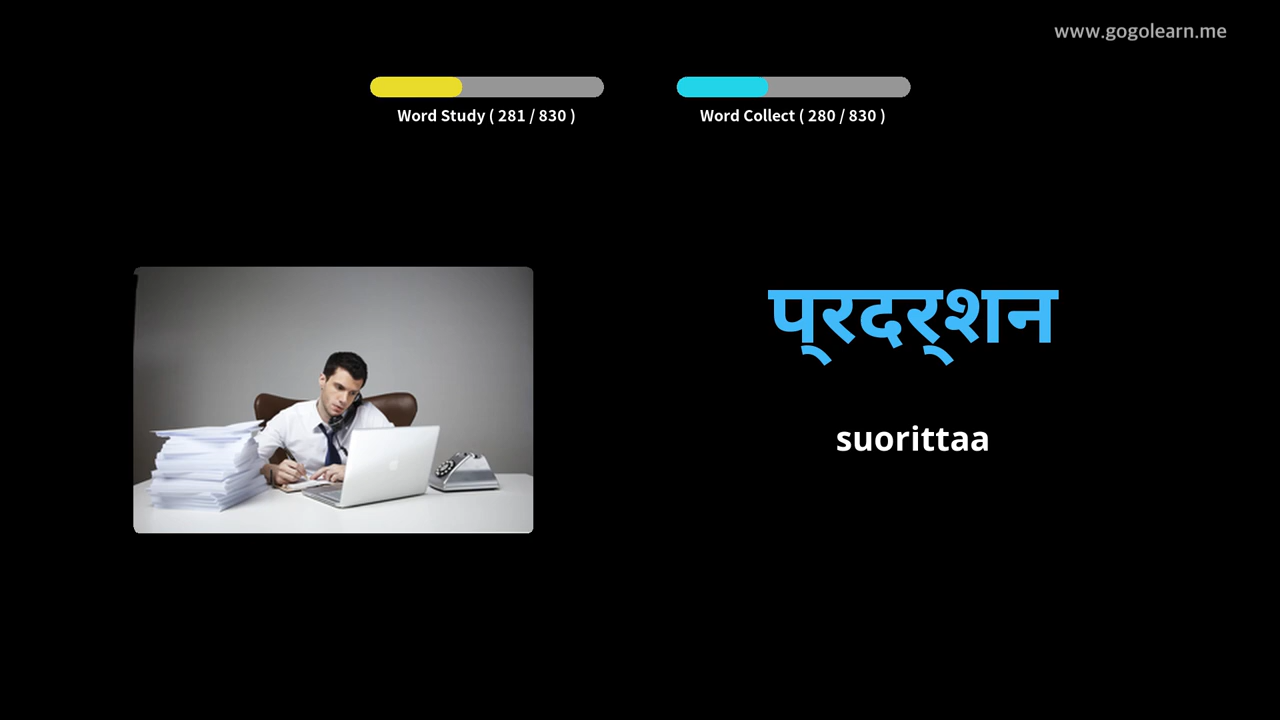 www.gogolearn.me
Word Study ( 281 / 830 )
Word Collect ( 280 / 830 )
प्रदर्शन
suorittaa